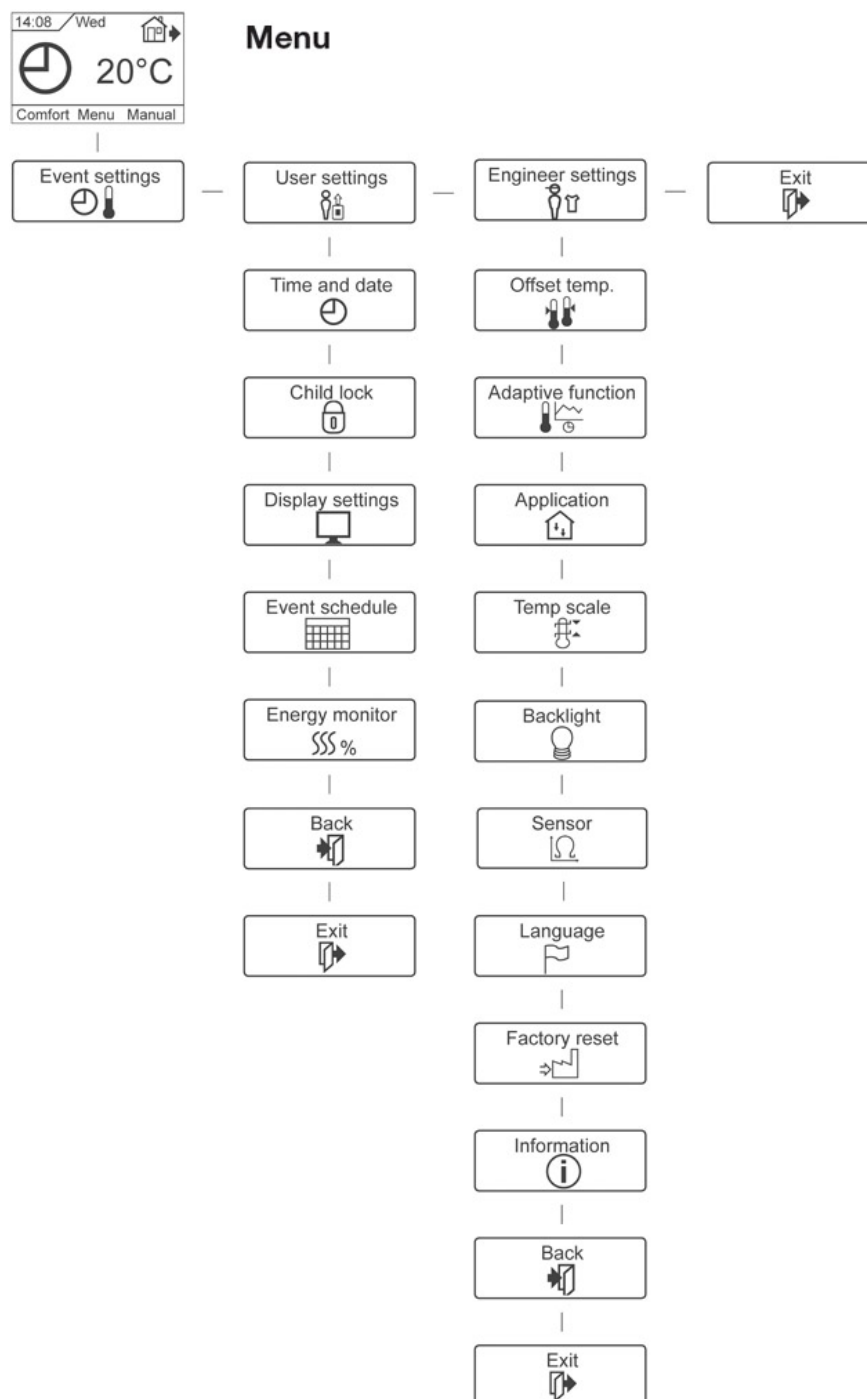 14:08 Wed
Menu
20°C
Comfort Menu Manual
Event settings
User settings
Engineer settings
Exit
Time and date
Offset temp.
Child lock
Adaptive function
Display settings
Application
Event schedule
Temp scale
Energy monitor
%
Backlight
Back
Sensor
Exit
Language
Factory reset
Information
i
Back
Exit